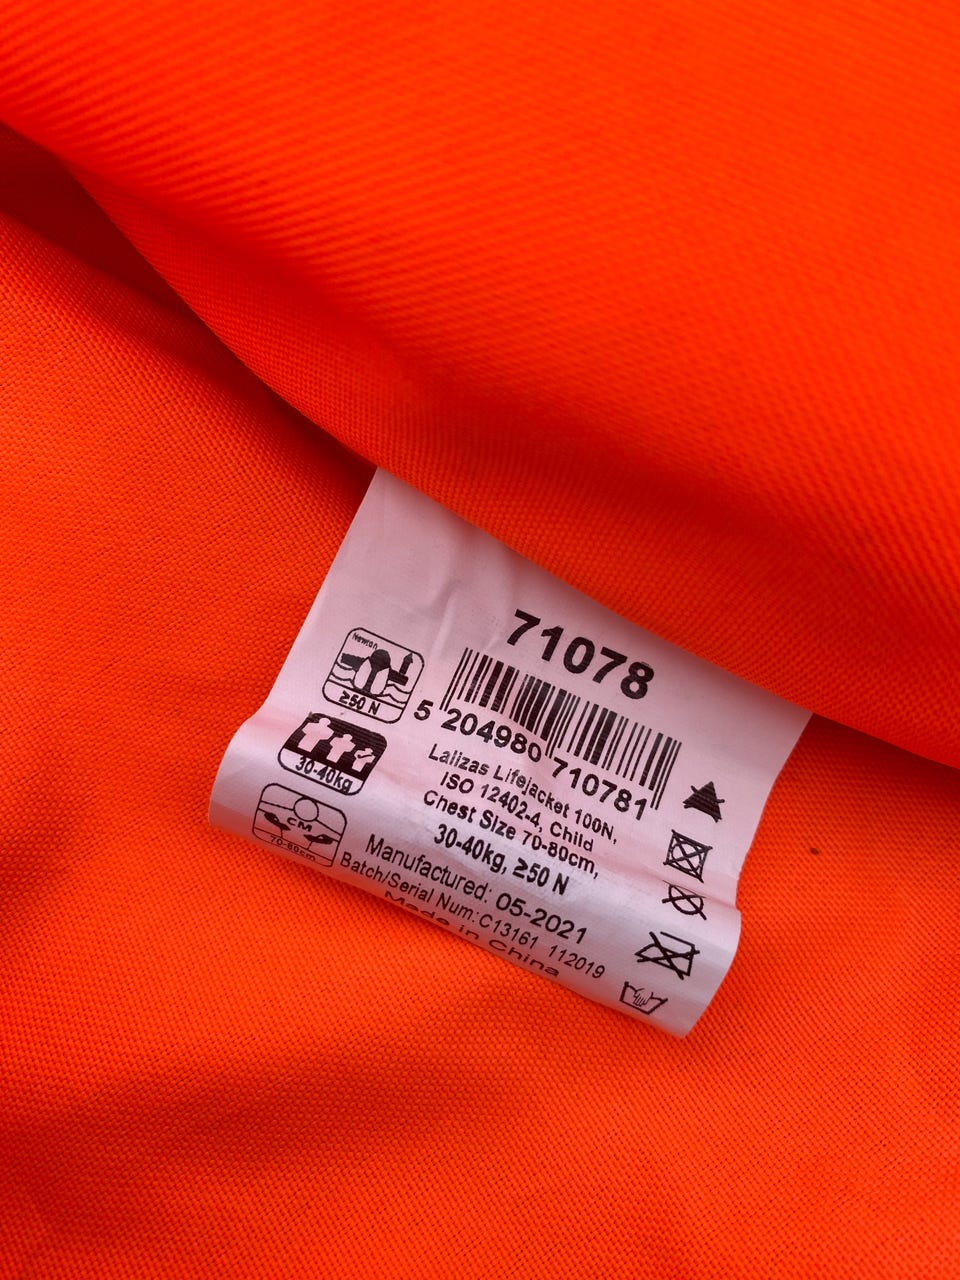 71078
5 204980 710781
Lalizas Lifejacket 100N,
ISO 12402-4, Child
Chest Size 70-80cm,
30-40kg, ≥50 N
Manufactured: 05-2021
Batch/Serial Num:C13161 112019
Made in China
Newton
≥50 N
30-40kg
CM
70-80cm